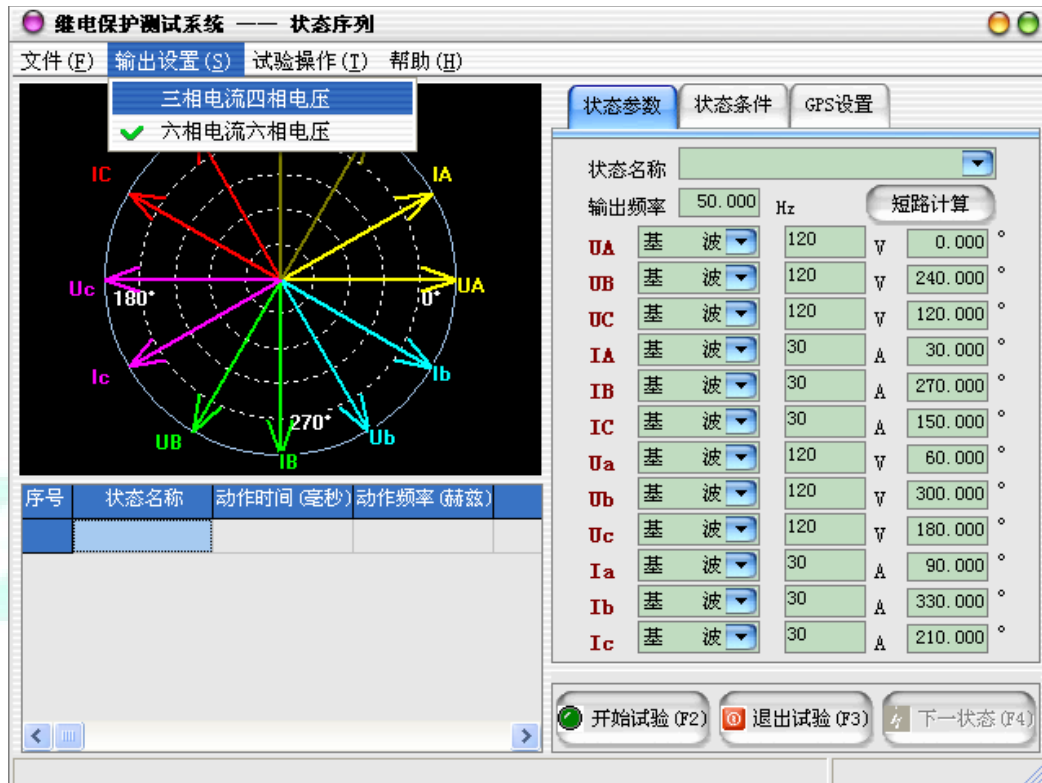 继电保护测试系统 —— 状态序列
文件(F) 输出设置(S) 试验操作(T) 帮助(H)
三相电流四相电压
六相电流六相电压
IC
IA
Uc
180°
0°
UA
Ic
Ib
UB
270°
Ub
IB
序号 状态名称 动作时间(毫秒) 动作频率(赫兹)
状态参数 状态条件 GPS设置
状态名称
输出频率 50.000 Hz 短路计算
UA 基 波 120 V 0.000 °
UB 基 波 120 V 240.000 °
UC 基 波 120 V 120.000 °
IA 基 波 30 A 30.000 °
IB 基 波 30 A 270.000 °
IC 基 波 30 A 150.000 °
Ua 基 波 120 V 60.000 °
Ub 基 波 120 V 300.000 °
Uc 基 波 120 V 180.000 °
Ia 基 波 30 A 90.000 °
Ib 基 波 30 A 330.000 °
Ic 基 波 30 A 210.000 °
开始试验(F2) 退出试验(F3) 下一状态(F4)